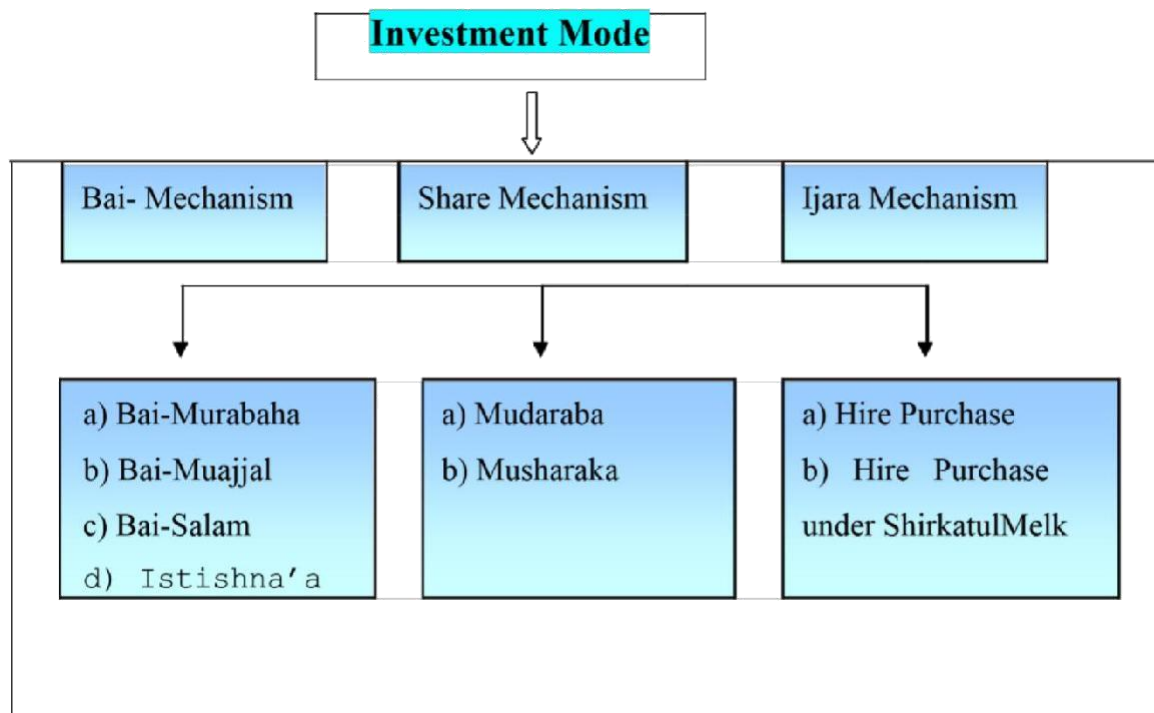 Investment Mode
Bai- Mechanism
Share Mechanism
Ijara Mechanism
a) Bai-Murabaha
b) Bai-Muajjal
c) Bai-Salam
d) Istishna’a
a) Mudaraba
b) Musharaka
a) Hire Purchase
b) Hire Purchase
under ShirkatulMelk